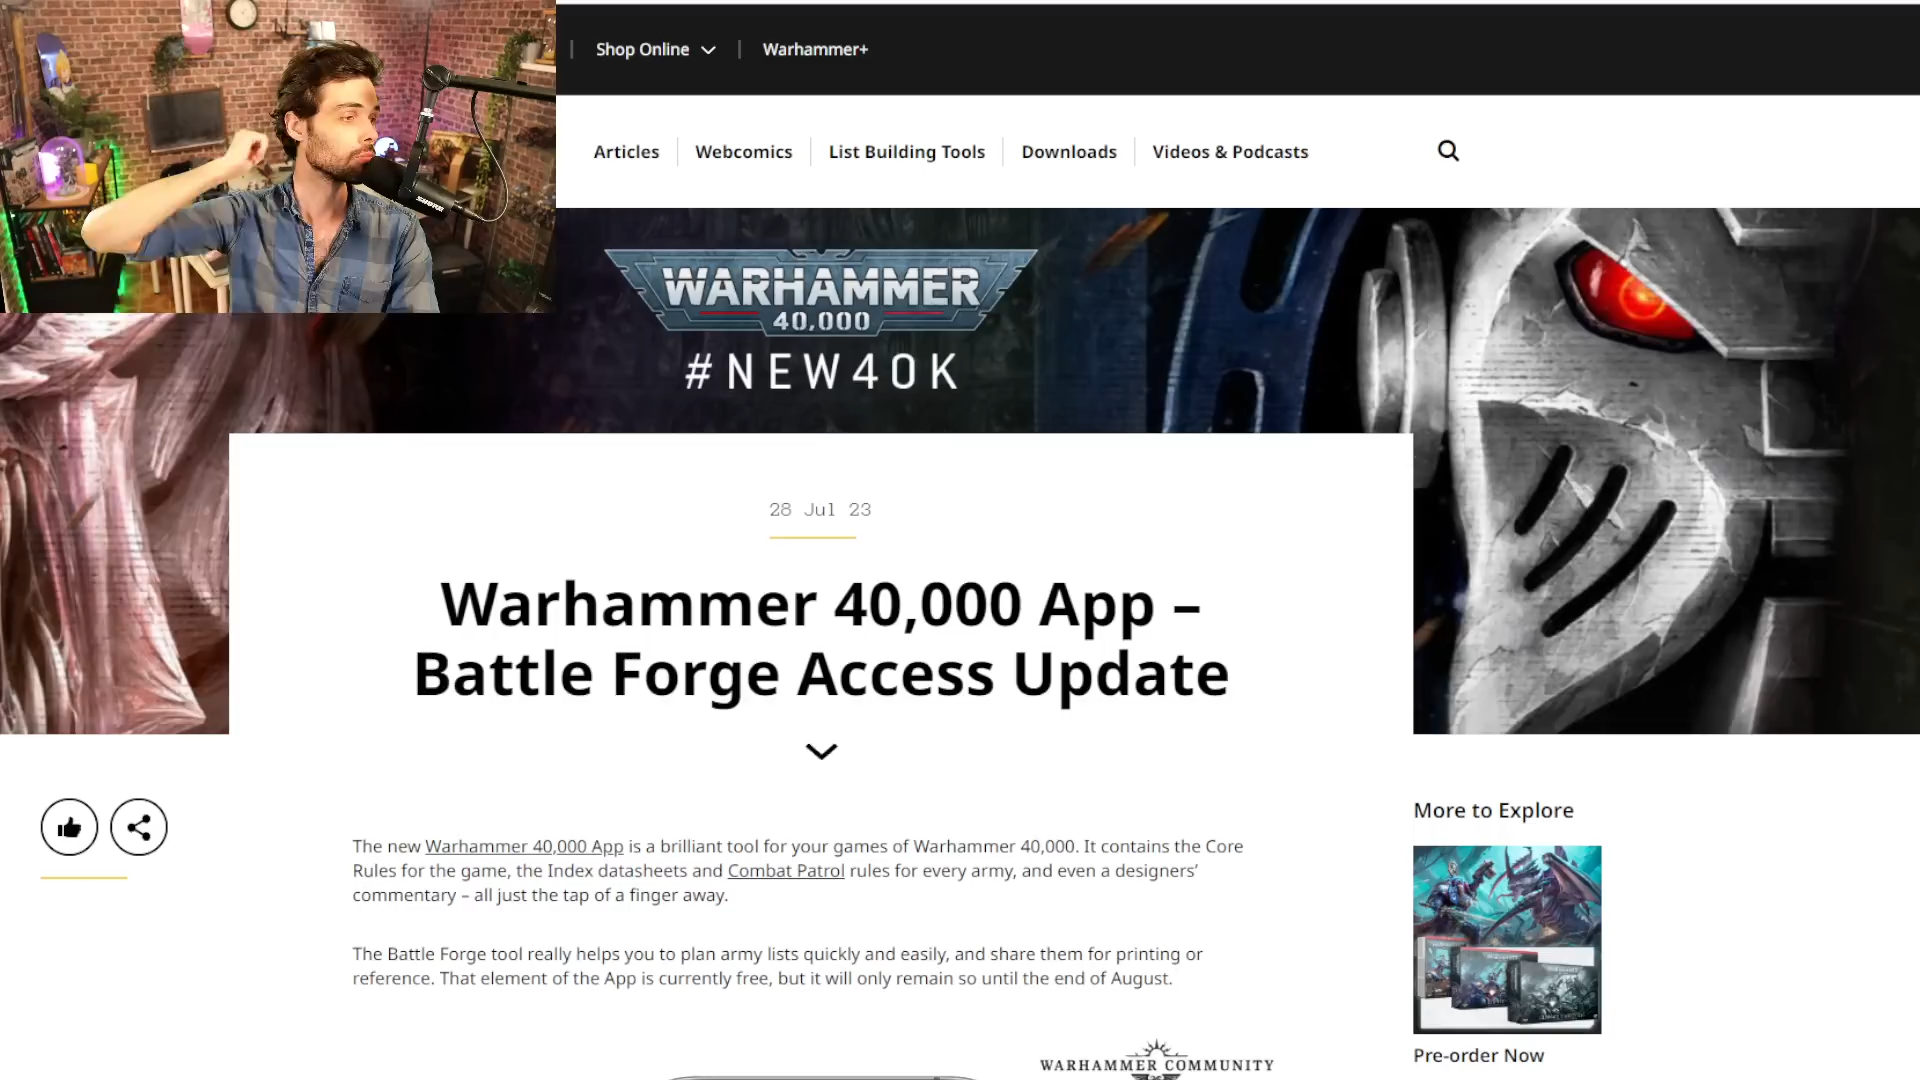 Shop Online
Warhammer+
Articles
Webcomics
List Building Tools
Downloads
Videos & Podcasts
SHURE
WARHAMMER
40,000
#NEW40K
28 Jul 23
Warhammer 40,000 App –
Battle Forge Access Update
The new Warhammer 40,000 App is a brilliant tool for your games of Warhammer 40,000. It contains the Core
Rules for the game, the Index datasheets and Combat Patrol rules for every army, and even a designers’
commentary – all just the tap of a finger away.
The Battle Forge tool really helps you to plan army lists quickly and easily, and share them for printing or
reference. That element of the App is currently free, but it will only remain so until the end of August.
WARHAMMER COMMUNITY
More to Explore
Pre-order Now